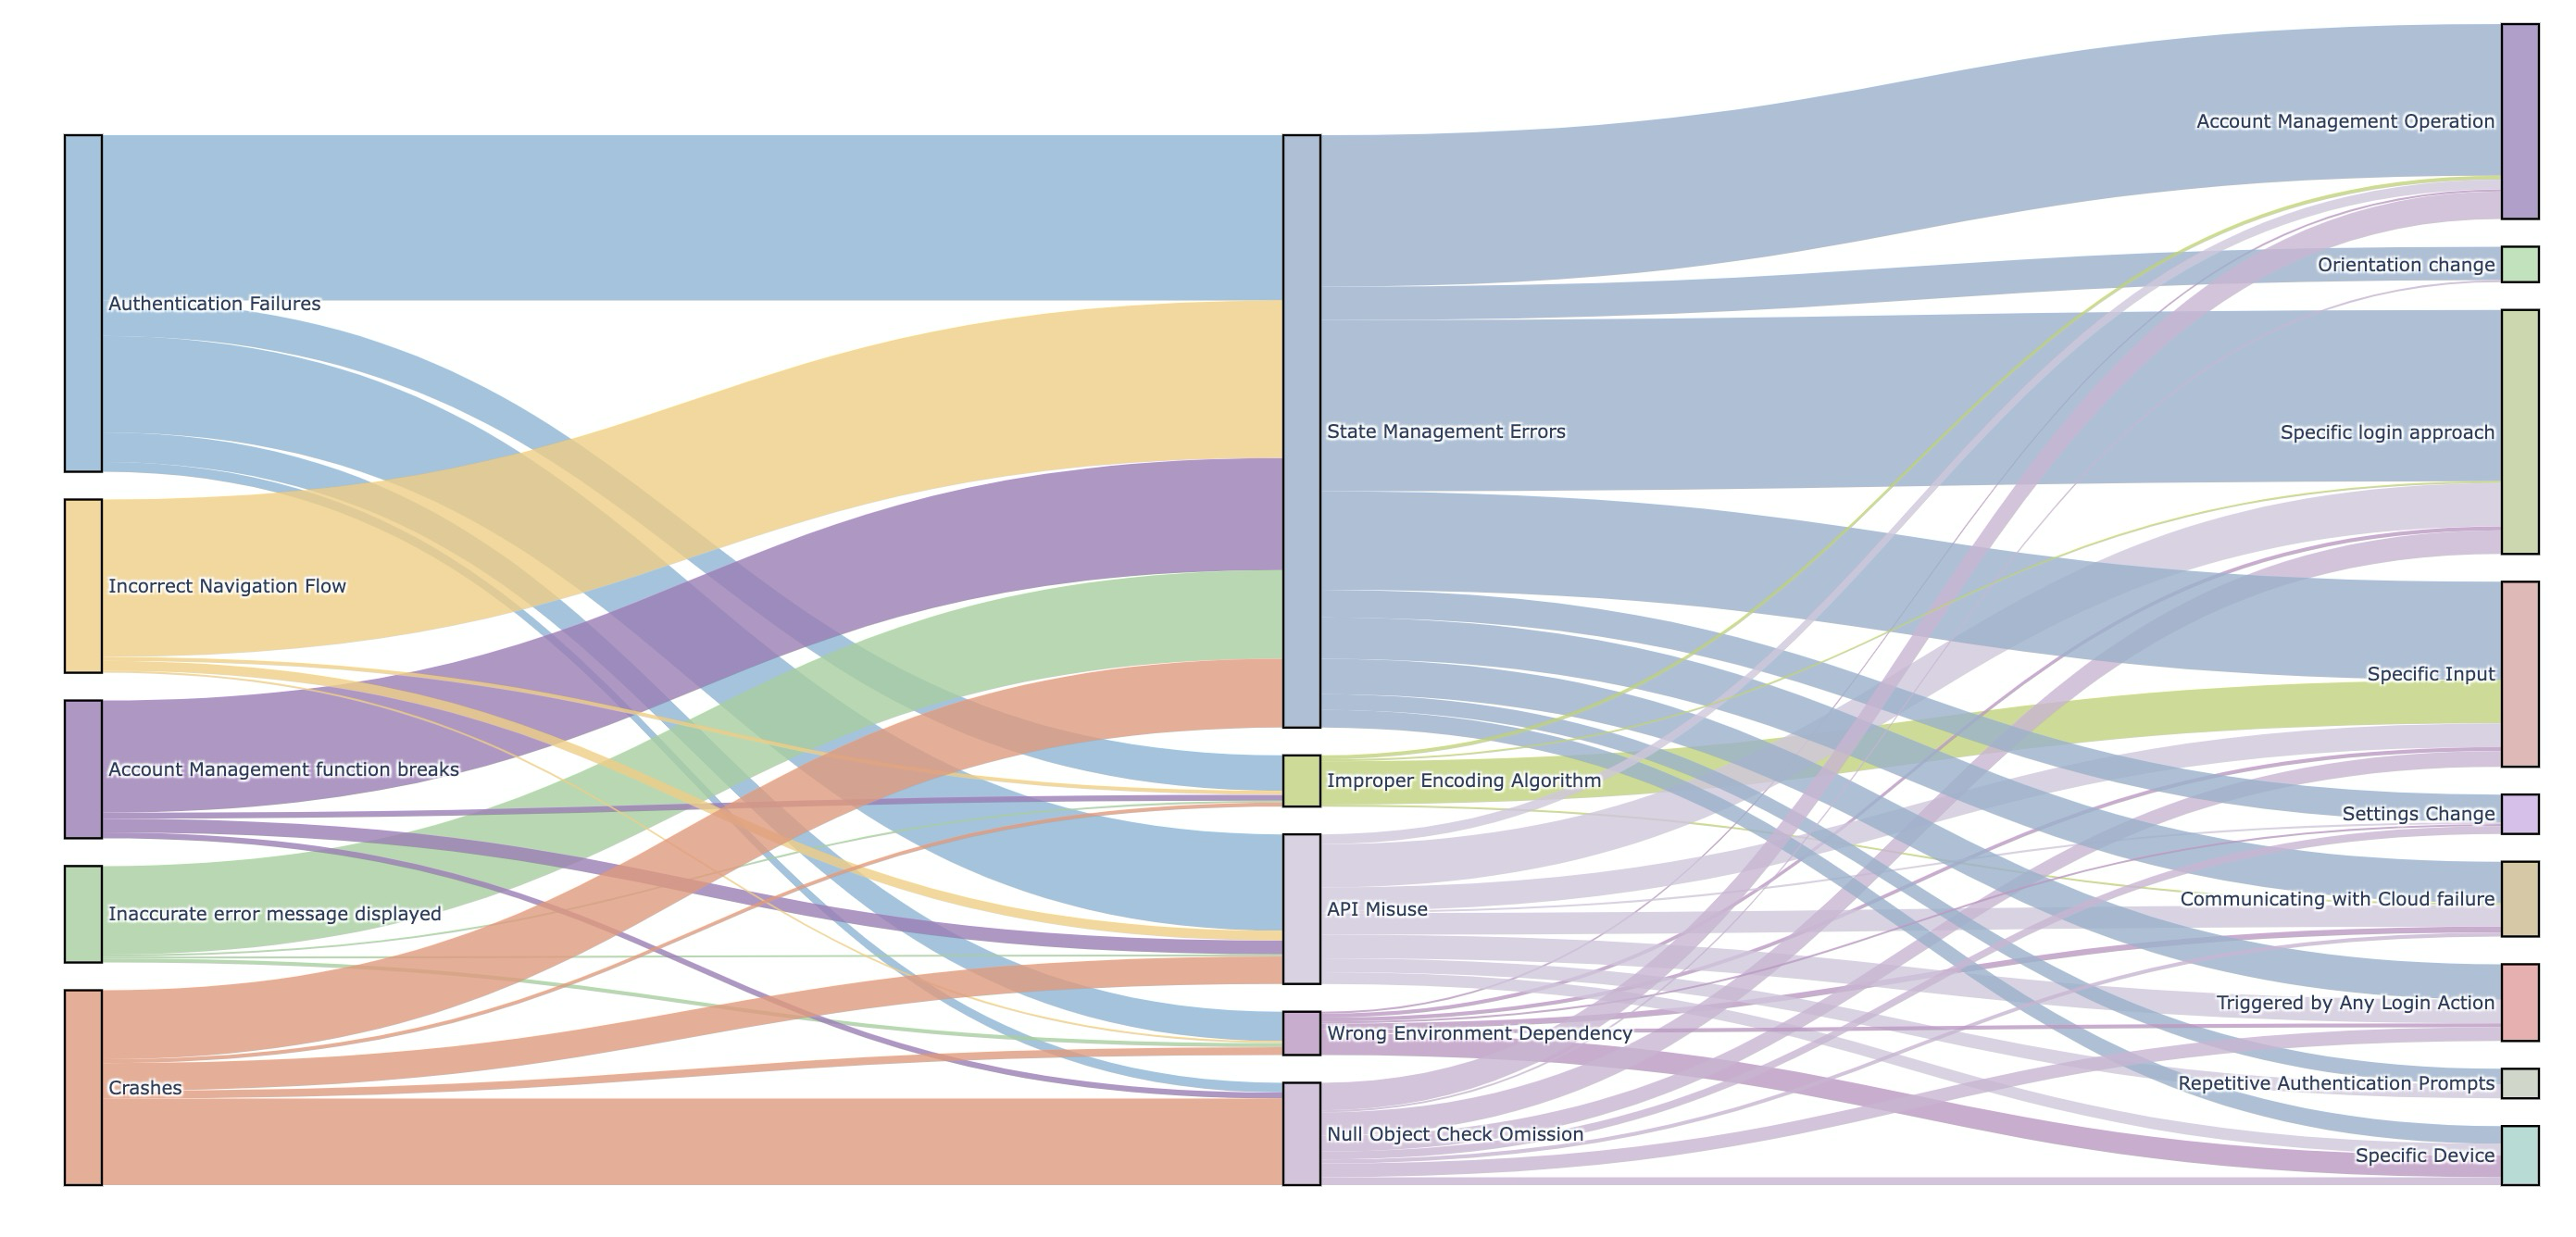 Authentication Failures
Incorrect Navigation Flow
Account Management function breaks
Inaccurate error message displayed
Crashes
State Management Errors
Improper Encoding Algorithm
API Misuse
Wrong Environment Dependency
Null Object Check Omission
Account Management Operation
Orientation change
Specific login approach
Specific Input
Settings Change
Communicating with Cloud failure
Triggered by Any Login Action
Repetitive Authentication Prompts
Specific Device